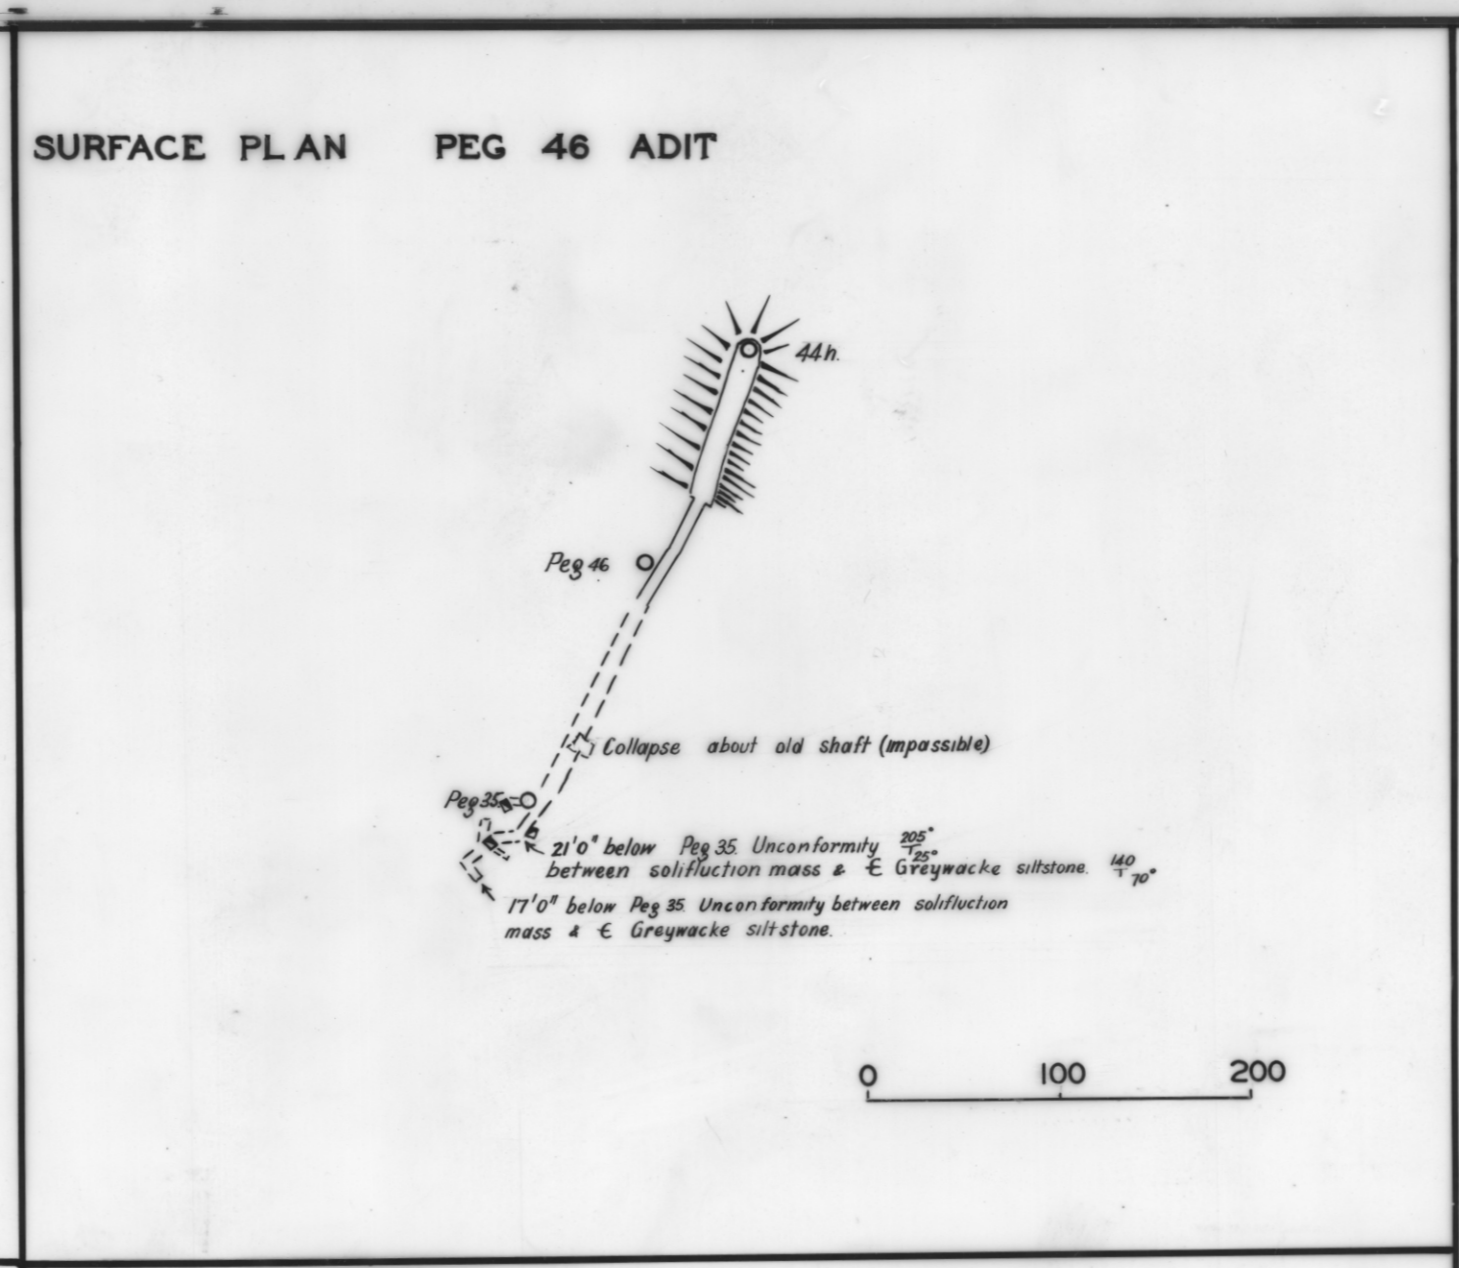 SURFACE PLAN PEG 46 ADIT
44h.
Peg 46
Collapse about old shaft (impassible)
Peg 35
21'0" below Peg 35. Unconformity 205°/25°
between solifluction mass & Є Greywacke siltstone. 140/70°
17'0" below Peg 35. Unconformity between solifluction
mass & Є Greywacke siltstone.
0 100 200